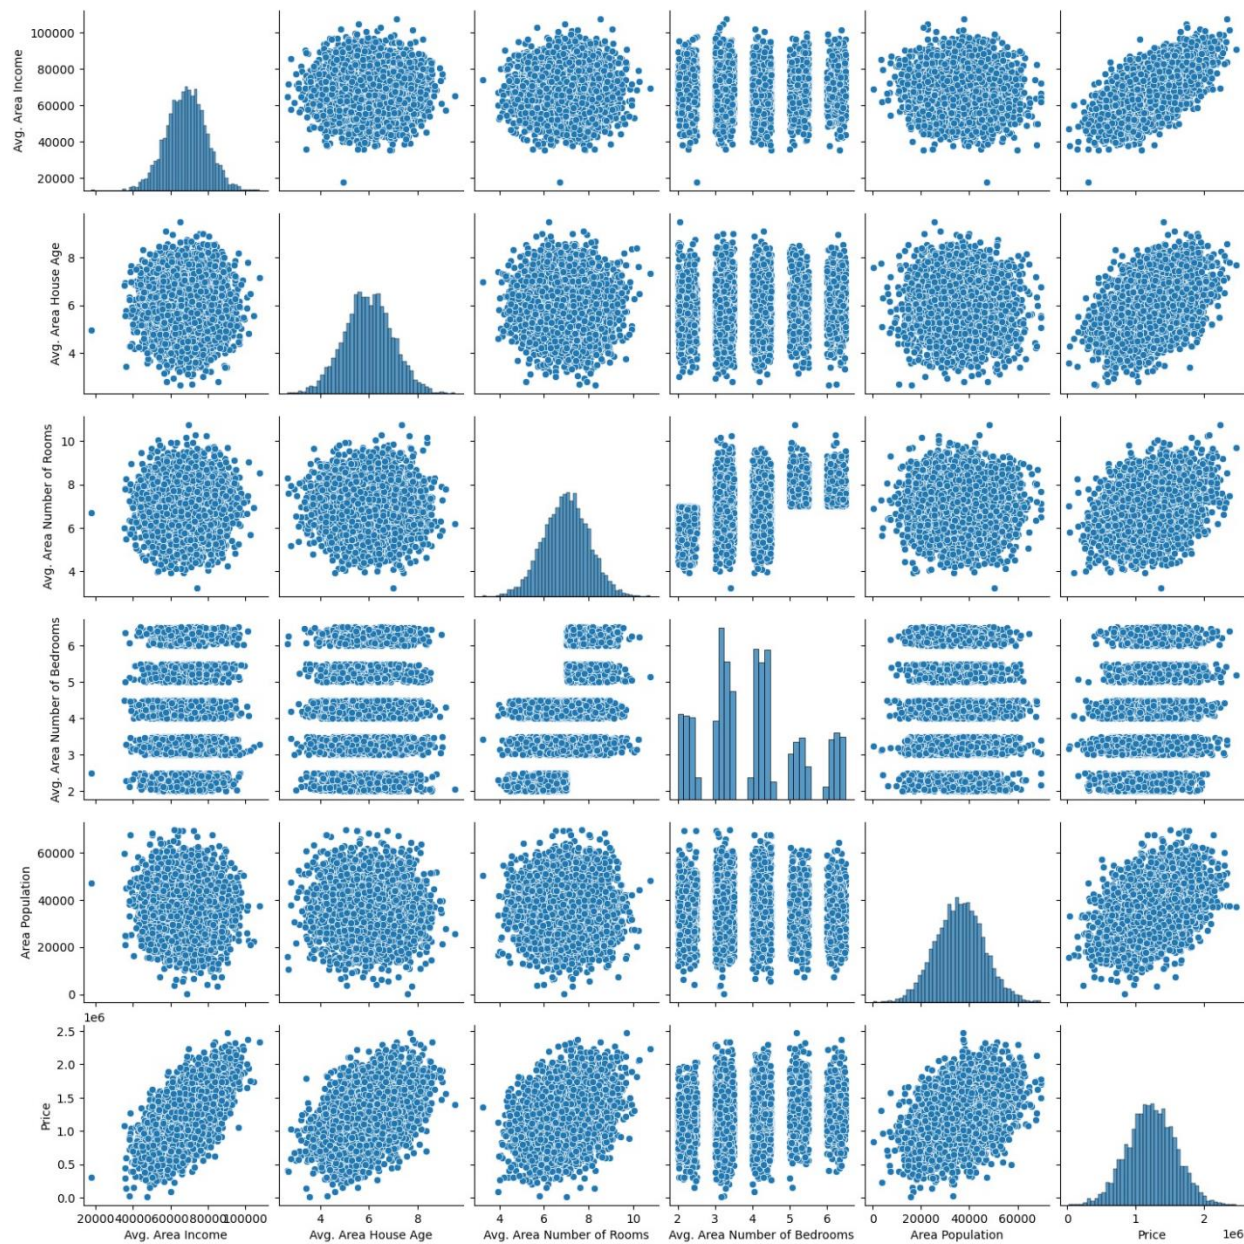 Avg. Area Income
100000
80000
60000
40000
20000
Avg. Area House Age
8
6
4
Avg. Area Number of Rooms
10
8
6
4
Avg. Area Number of Bedrooms
6
5
4
3
2
Area Population
60000
40000
20000
0
1e6
Price
2.5
2.0
1.5
1.0
0.5
0.0
20000 40000 60000 80000 100000
Avg. Area Income
4 6 8
Avg. Area House Age
4 6 8 10
Avg. Area Number of Rooms
2 3 4 5 6
Avg. Area Number of Bedrooms
0 20000 40000 60000
Area Population
0 1 2
Price
1e6